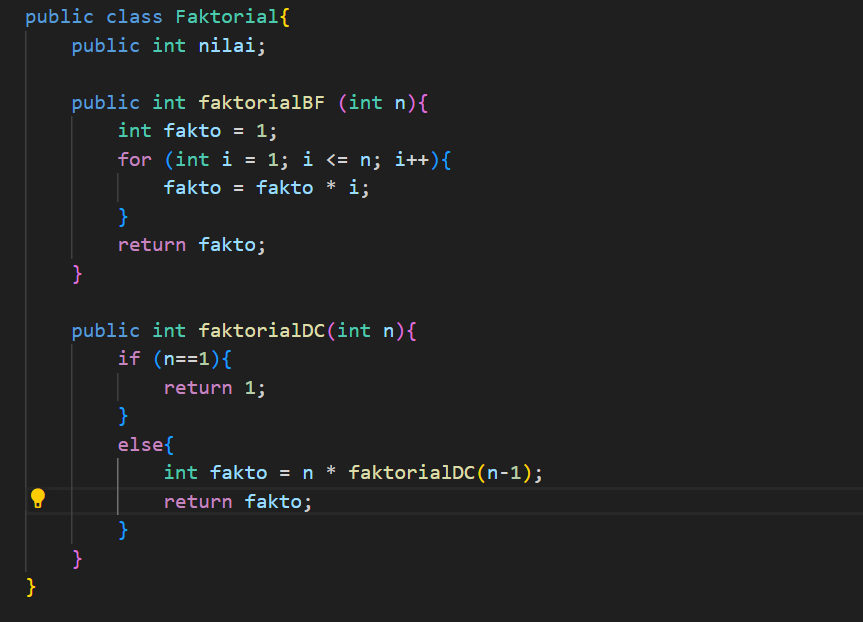 public class Faktorial{
    public int nilai;
    public int faktorialBF (int n){
        int fakto = 1;
        for (int i = 1; i <= n; i++){
            fakto = fakto * i;
        }
        return fakto;
    }
    public int faktorialDC(int n){
        if (n==1){
            return 1;
        }
        else{
            int fakto = n * faktorialDC(n-1);
            return fakto;
        }
    }
}